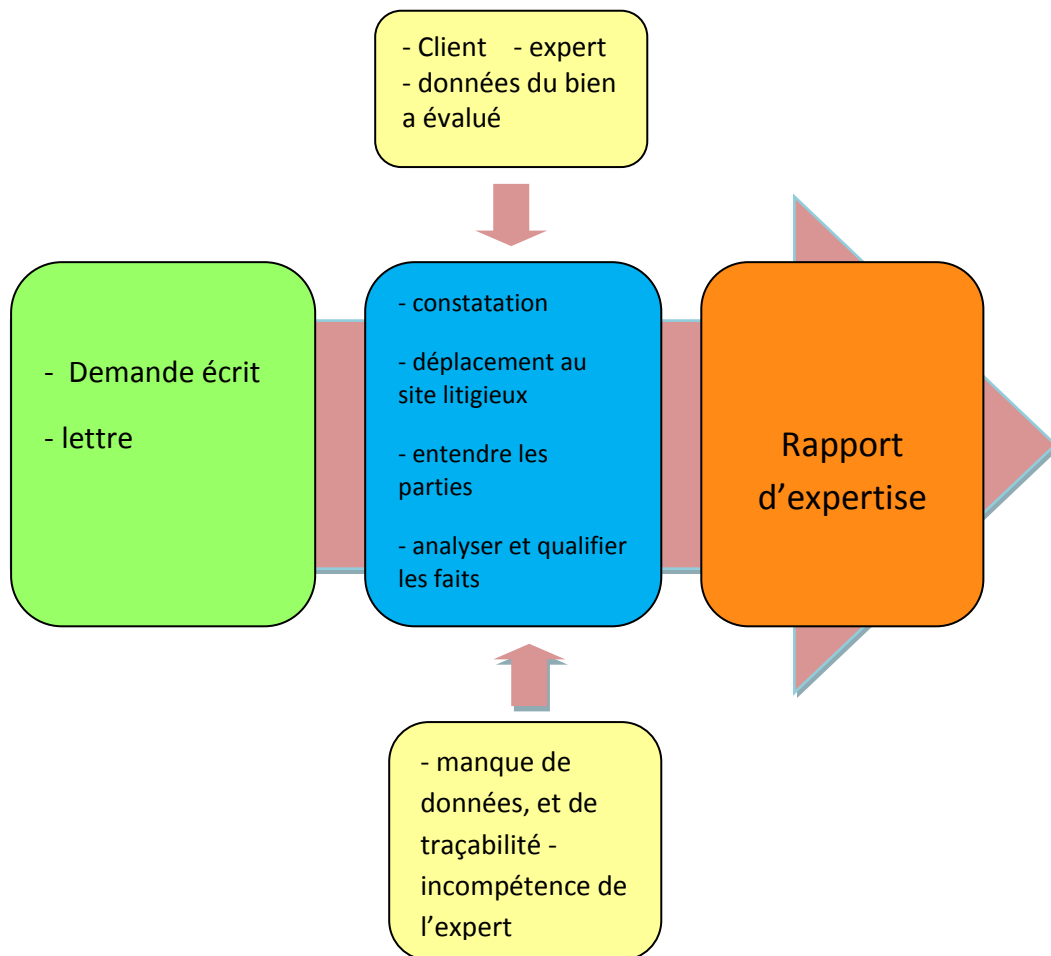 - Client - expert
- données du bien
a évalué
- Demande écrit
- lettre
- constatation
- déplacement au
site litigieux
- entendre les
parties
- analyser et qualifier
les faits
Rapport
d’expertise
- manque de
données, et de
traçabilité -
incompétence de
l’expert